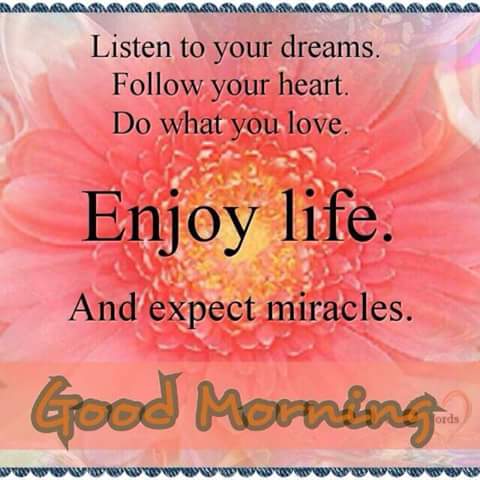 Listen to your dreams.
Follow your heart.
Do what you love.
Enjoy life.
And expect miracles.
Good Morning